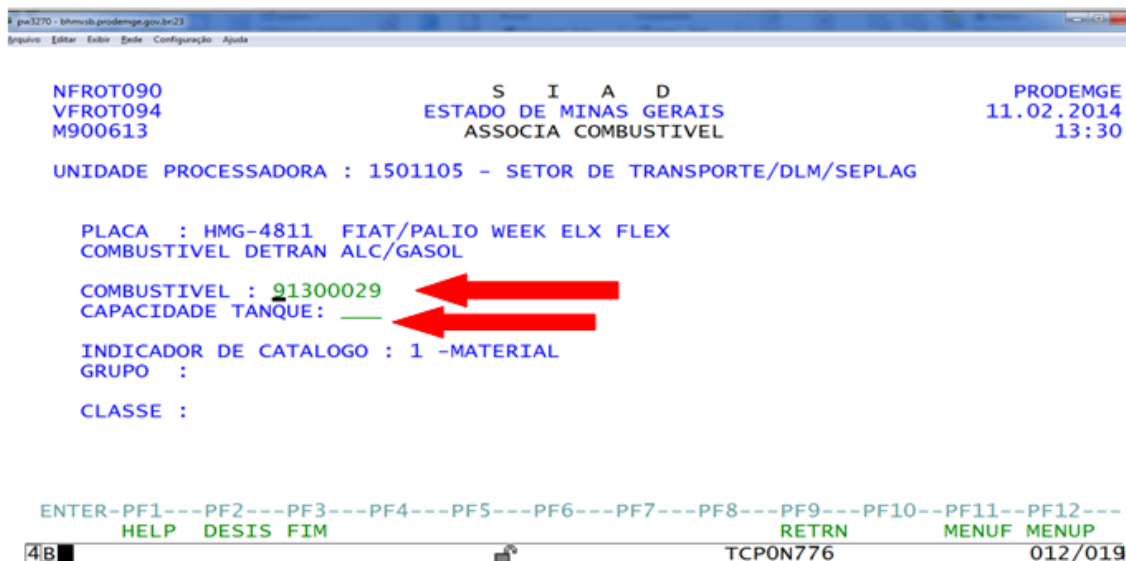 pw3270 - bhmvsb.prodemge.gov.br:23
Arquivo Editar Exibir Rede Configuração Ajuda
NFROT090 S I A D PRODEMGE
VFROT094 ESTADO DE MINAS GERAIS 11.02.2014
M900613 ASSOCIA COMBUSTIVEL 13:30
UNIDADE PROCESSADORA : 1501105 - SETOR DE TRANSPORTE/DLM/SEPLAG
PLACA : HMG-4811 FIAT/PALIO WEEK ELX FLEX
COMBUSTIVEL DETRAN ALC/GASOL
COMBUSTIVEL : 91300029
CAPACIDADE TANQUE: ___
INDICADOR DE CATALOGO : 1 -MATERIAL
GRUPO :
CLASSE :
ENTER-PF1---PF2---PF3---PF4---PF5---PF6---PF7---PF8---PF9---PF10--PF11--PF12---
HELP DESIS FIM RETRN MENUF MENUP
4B TCP0N776 012/019